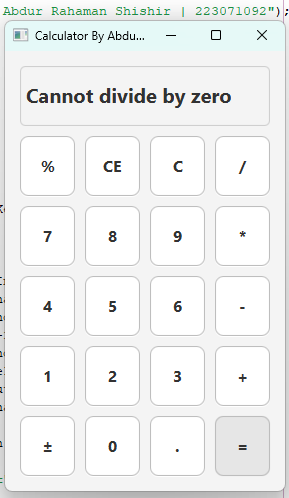 Abdur Rahaman Shishir | 223071092");
Calculator By Abdu...
Cannot divide by zero
% CE C /
7 8 9 *
4 5 6 -
1 2 3 +
± 0 . =